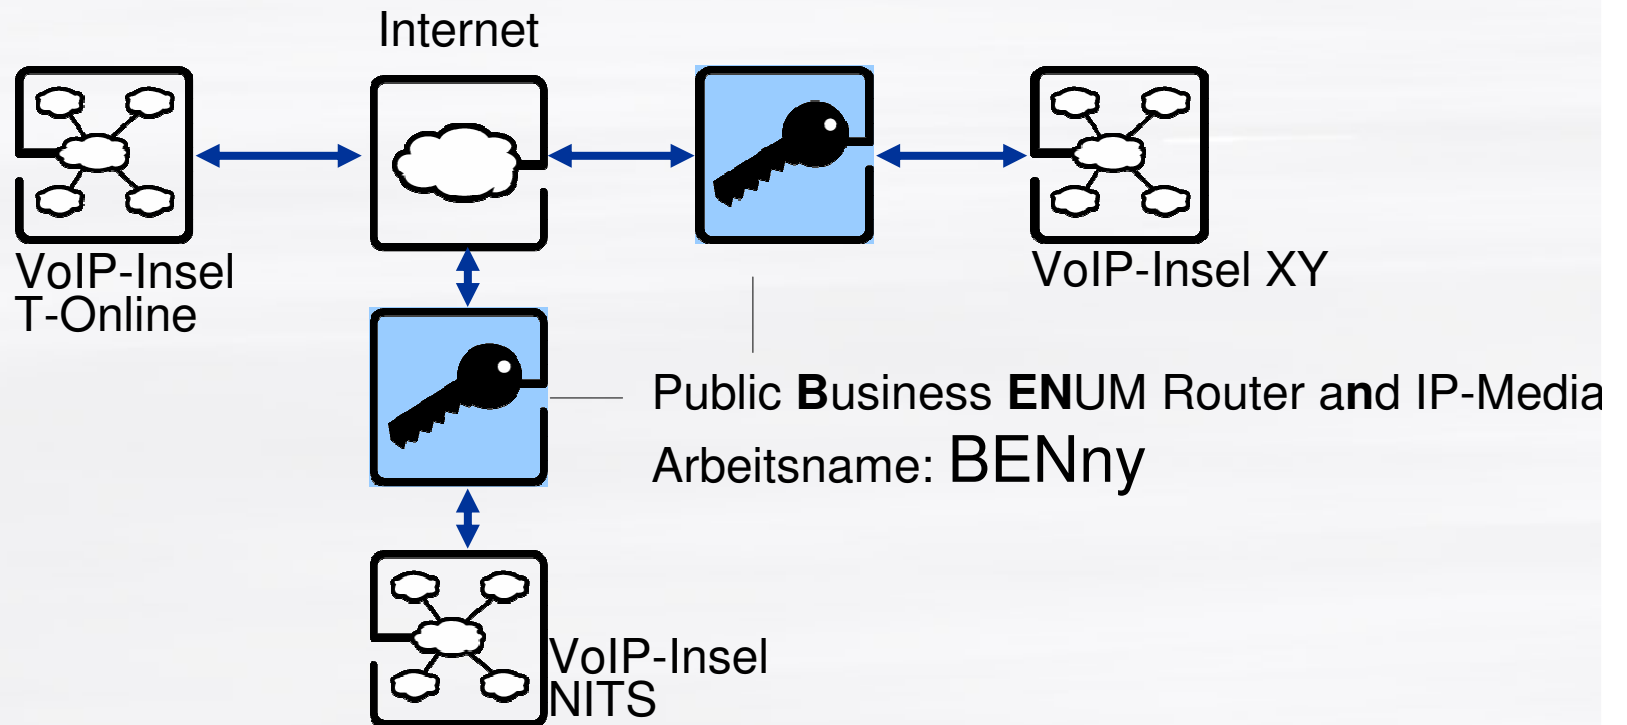 Internet
VoIP-Insel
T-Online
VoIP-Insel XY
Public Business ENUM Router and IP-Media
Arbeitsname: BENny
VoIP-Insel
NITS